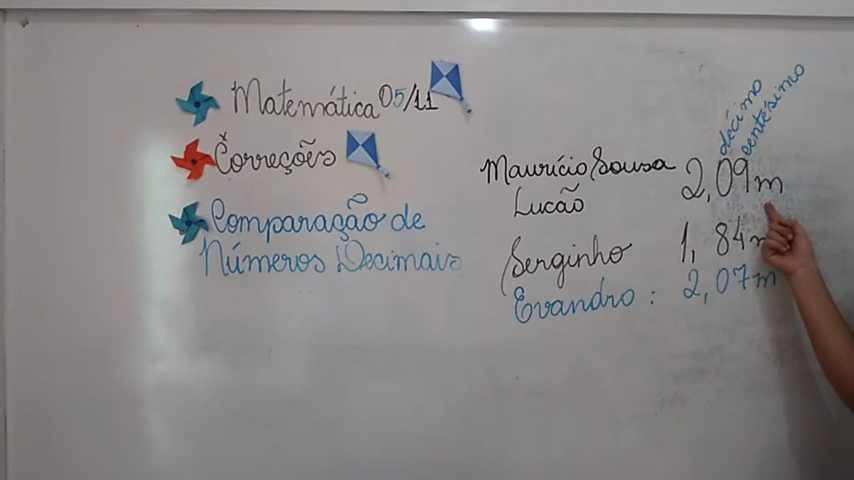 Matemática 05/11
Correções
Comparação de
Números Decimais
décimo
centésimo
Maurício Sousa 2,09m
Lucão
Serginho 1,84m
Evandro: 2,07m